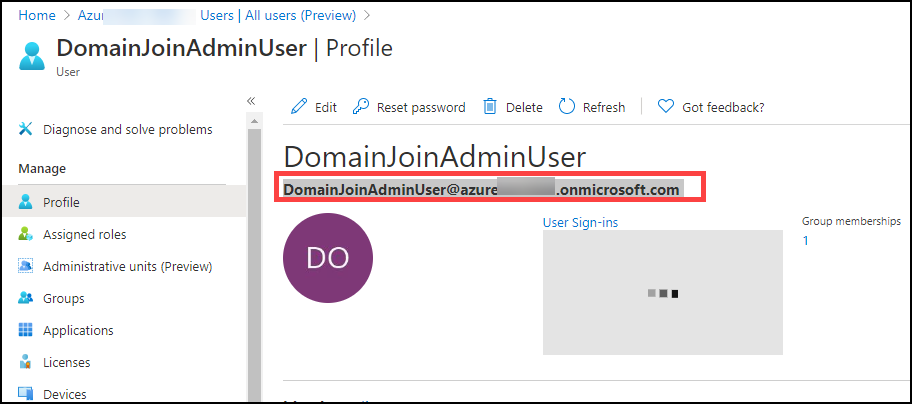 Home > Azur Users | All users (Preview) >
DomainJoinAdminUser | Profile
User
«
Edit Reset password Delete Refresh Got feedback?
Diagnose and solve problems
Manage
Profile
Assigned roles
Administrative units (Preview)
Groups
Applications
Licenses
Devices
DomainJoinAdminUser
DomainJoinAdminUser@azure .onmicrosoft.com
DO
User Sign-ins
Group memberships
1